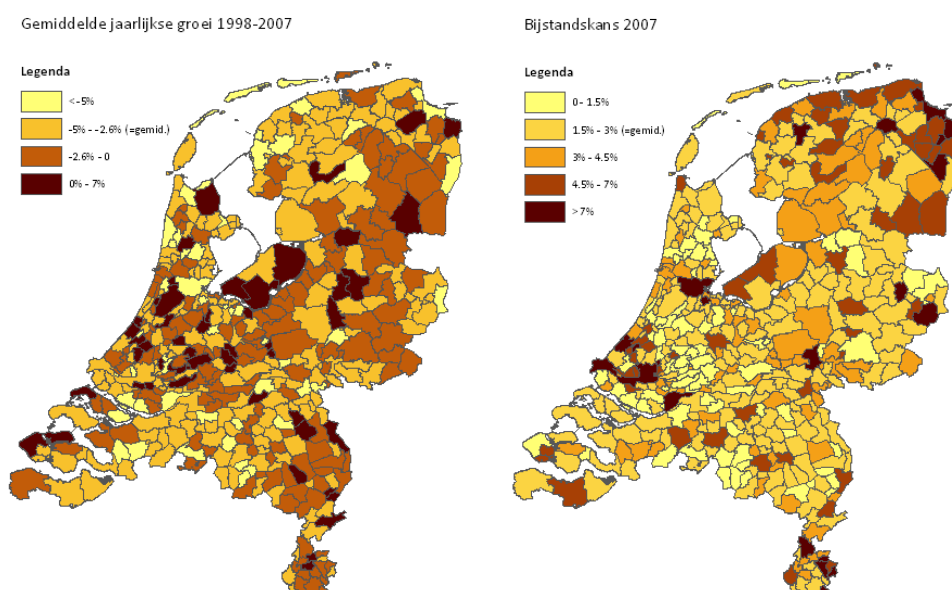 Gemiddelde jaarlijkse groei 1998-2007
Legenda
< -5%
-5% - -2.6% (=gemid.)
-2.6% - 0
0% - 7%
Bijstandskans 2007
Legenda
0 - 1.5%
1.5% - 3% (=gemid.)
3% - 4.5%
4.5% - 7%
>7%